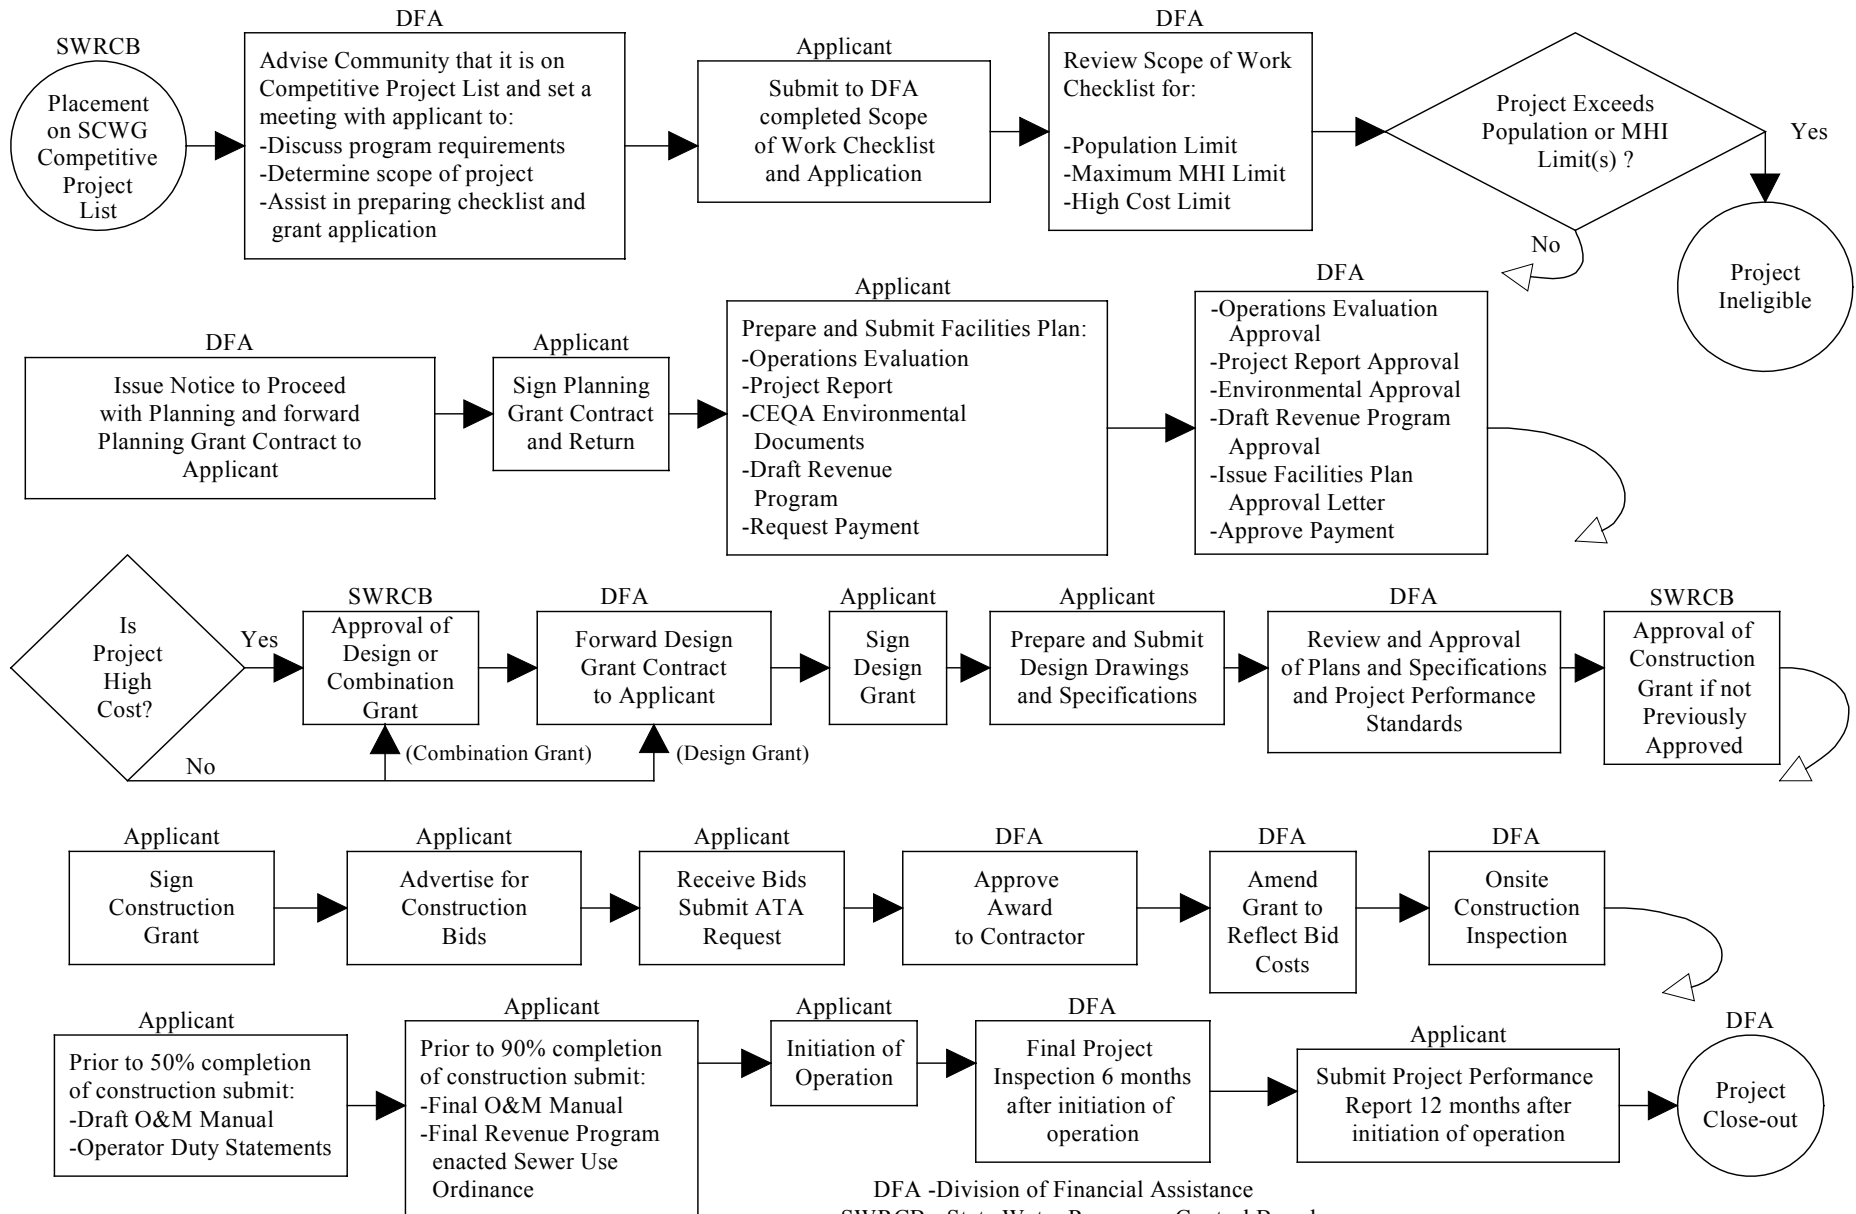 SWRCB
Placement
on SCWG
Competitive
Project
List
DFA
Advise Community that it is on
Competitive Project List and set a
meeting with applicant to:
-Discuss program requirements
-Determine scope of project
-Assist in preparing checklist and
grant application
Applicant
Submit to DFA
completed Scope
of Work Checklist
and Application
DFA
Review Scope of Work
Checklist for:
-Population Limit
-Maximum MHI Limit
-High Cost Limit
Project Exceeds
Population or MHI
Limit(s) ?
Yes
No
Project
Ineligible
DFA
Issue Notice to Proceed
with Planning and forward
Planning Grant Contract to
Applicant
Applicant
Sign Planning
Grant Contract
and Return
Applicant
Prepare and Submit Facilities Plan:
-Operations Evaluation
-Project Report
-CEQA Environmental
Documents
-Draft Revenue
Program
-Request Payment
DFA
-Operations Evaluation
Approval
-Project Report Approval
-Environmental Approval
-Draft Revenue Program
Approval
-Issue Facilities Plan
Approval Letter
-Approve Payment
Is
Project
High
Cost?
Yes
No
SWRCB
Approval of
Design or
Combination
Grant
(Combination Grant)
DFA
Forward Design
Grant Contract
to Applicant
(Design Grant)
Applicant
Sign
Design
Grant
Applicant
Prepare and Submit
Design Drawings
and Specifications
DFA
Review and Approval
of Plans and Specifications
and Project Performance
Standards
SWRCB
Approval of
Construction
Grant if not
Previously
Approved
Applicant
Sign
Construction
Grant
Applicant
Advertise for
Construction
Bids
Applicant
Receive Bids
Submit ATA
Request
DFA
Approve
Award
to Contractor
DFA
Amend
Grant to
Reflect Bid
Costs
DFA
Onsite
Construction
Inspection
Applicant
Prior to 50% completion
of construction submit:
-Draft O&M Manual
-Operator Duty Statements
Applicant
Prior to 90% completion
of construction submit:
-Final O&M Manual
-Final Revenue Program
enacted Sewer Use
Ordinance
Applicant
Initiation of
Operation
DFA
Final Project
Inspection 6 months
after initiation of
operation
Applicant
Submit Project Performance
Report 12 months after
initiation of operation
DFA
Project
Close-out
DFA -Division of Financial Assistance
SWRCB - State Water Resources Control Board